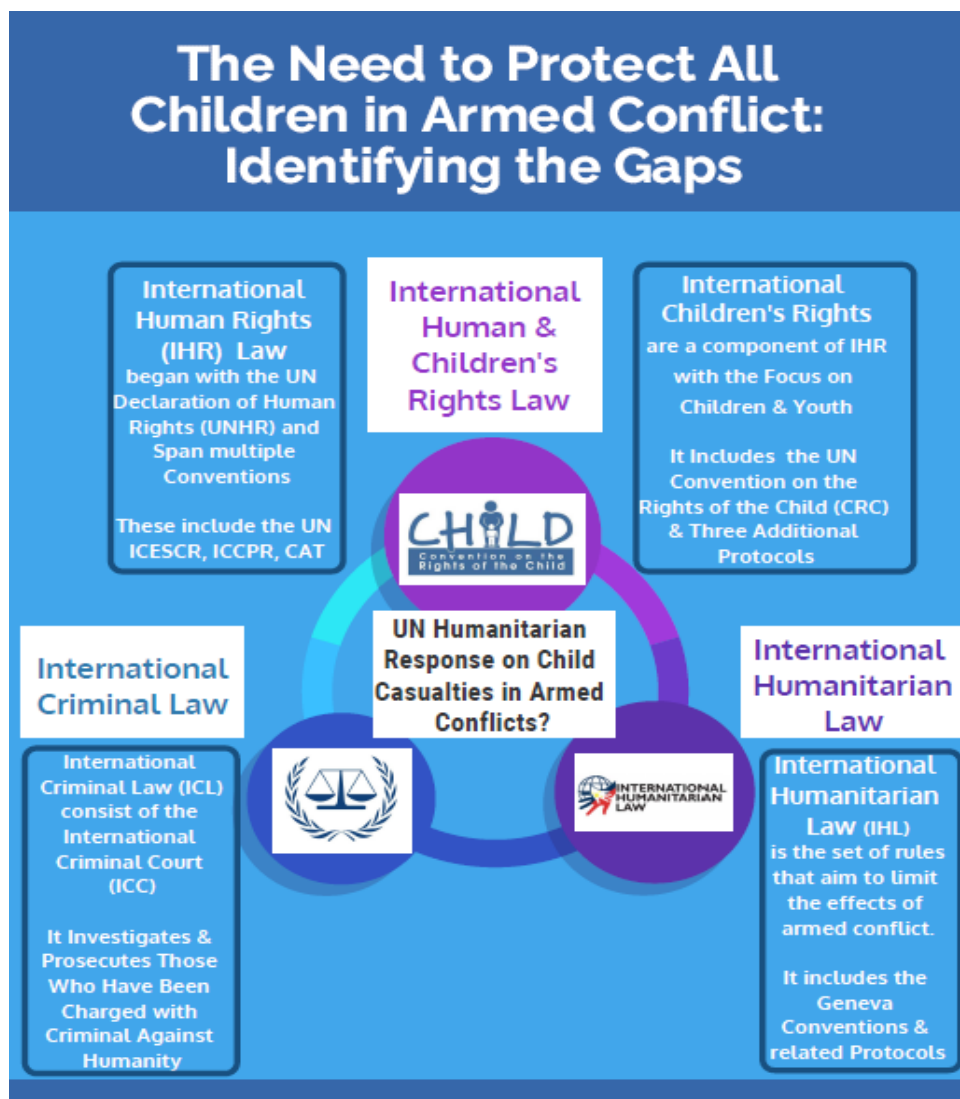 The Need to Protect All
Children in Armed Conflict:
Identifying the Gaps
International
Human Rights
(IHR) Law
began with the UN
Declaration of Human
Rights (UNHR) and
Span multiple
Conventions
These include the UN
ICESCR, ICCPR, CAT
International
Human &
Children's
Rights Law
International
Children's Rights
are a component of IHR
with the Focus on
Children & Youth
It Includes the UN
Convention on the
Rights of the Child (CRC)
& Three Additional
Protocols
CHILD
Convention on the
Rights of the Child
UN Humanitarian
Response on Child
Casualties in Armed
Conflicts?
International
Criminal Law
International
Criminal Law (ICL)
consist of the
International
Criminal Court
(ICC)
It Investigates &
Prosecutes Those
Who Have Been
Charged with
Criminal Against
Humanity
INTERNATIONAL
HUMANITARIAN
LAW
International
Humanitarian
Law
International
Humanitarian
Law (IHL)
is the set of rules
that aim to limit
the effects of
armed conflict.
It includes the
Geneva
Conventions &
related Protocols